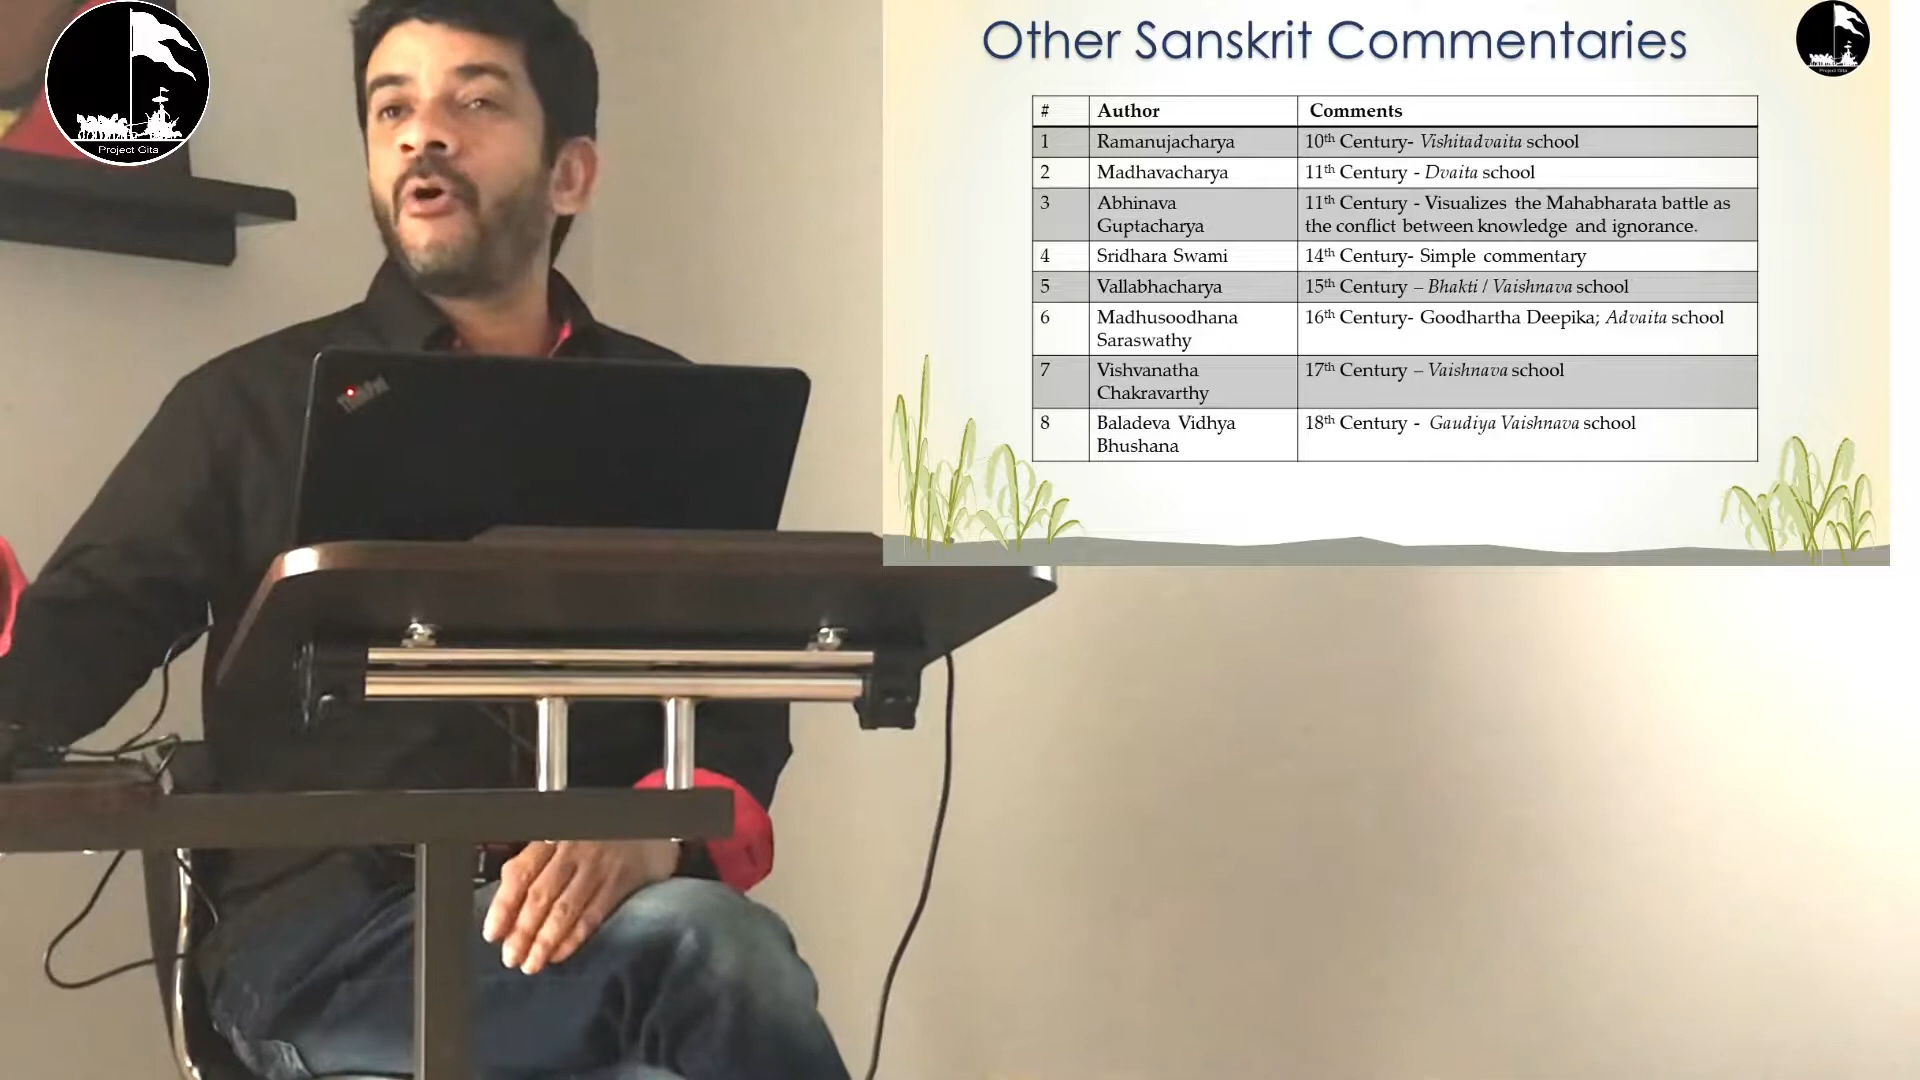 Project Gita
Other Sanskrit Commentaries
Project Gita
# Author Comments
1 Ramanujacharya 10th Century- Vishitadvaita school
2 Madhavacharya 11th Century - Dvaita school
3 Abhinava Guptacharya 11th Century - Visualizes the Mahabharata battle as
the conflict between knowledge and ignorance.
4 Sridhara Swami 14th Century- Simple commentary
5 Vallabhacharya 15th Century – Bhakti / Vaishnava school
6 Madhusoodhana Saraswathy 16th Century- Goodhartha Deepika; Advaita school
7 Vishvanatha Chakravarthy 17th Century – Vaishnava school
8 Baladeva Vidhya Bhushana 18th Century - Gaudiya Vaishnava school
ThinkPad